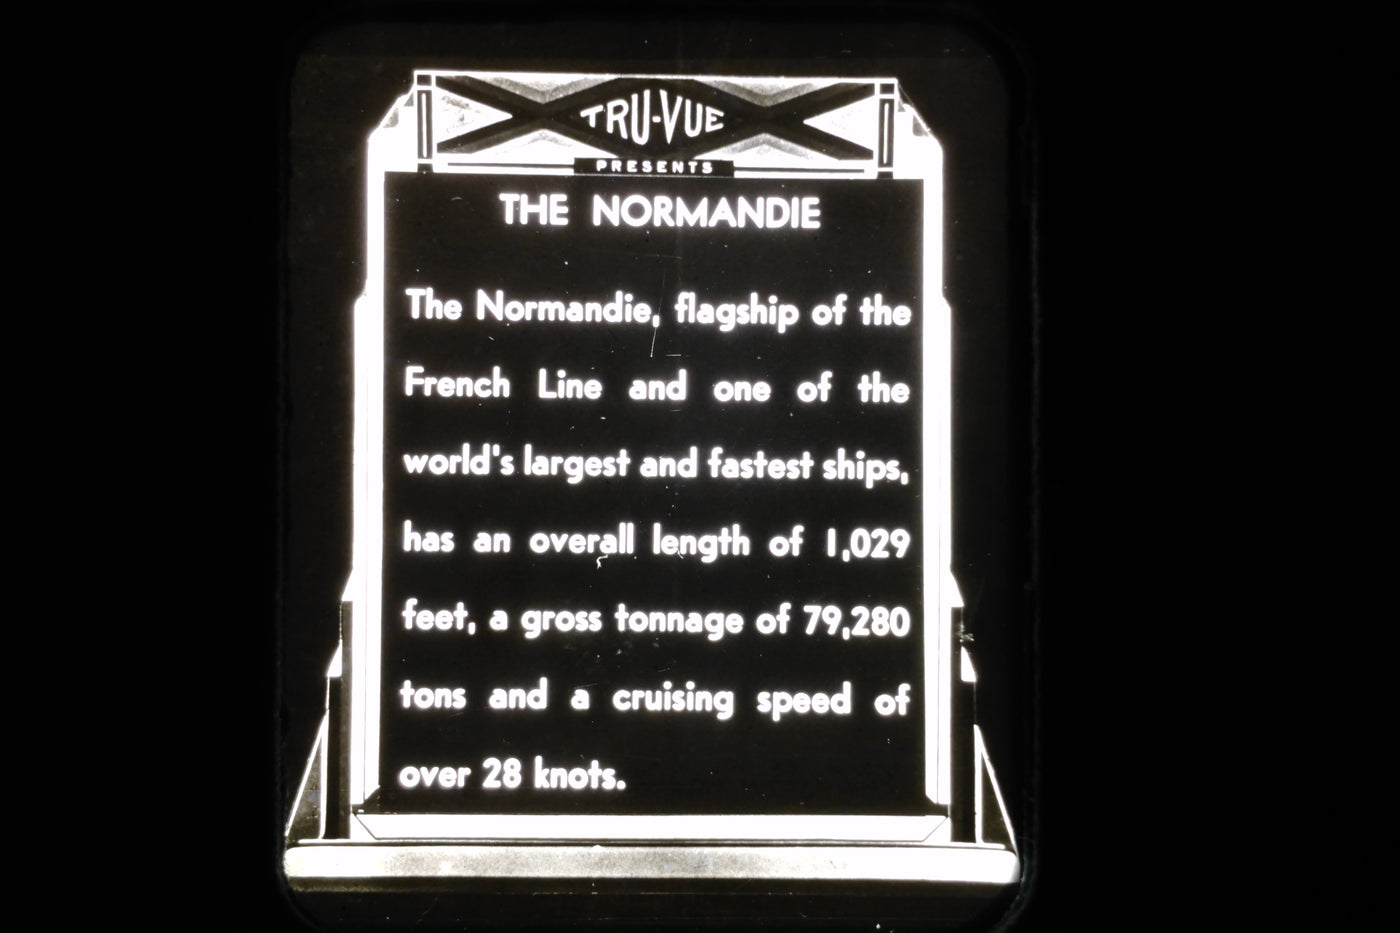 TRU-VUE
PRESENTS
THE NORMANDIE
The Normandie, flagship of the
French Line and one of the
world's largest and fastest ships,
has an overall length of 1,029
feet, a gross tonnage of 79,280
tons and a cruising speed of
over 28 knots.